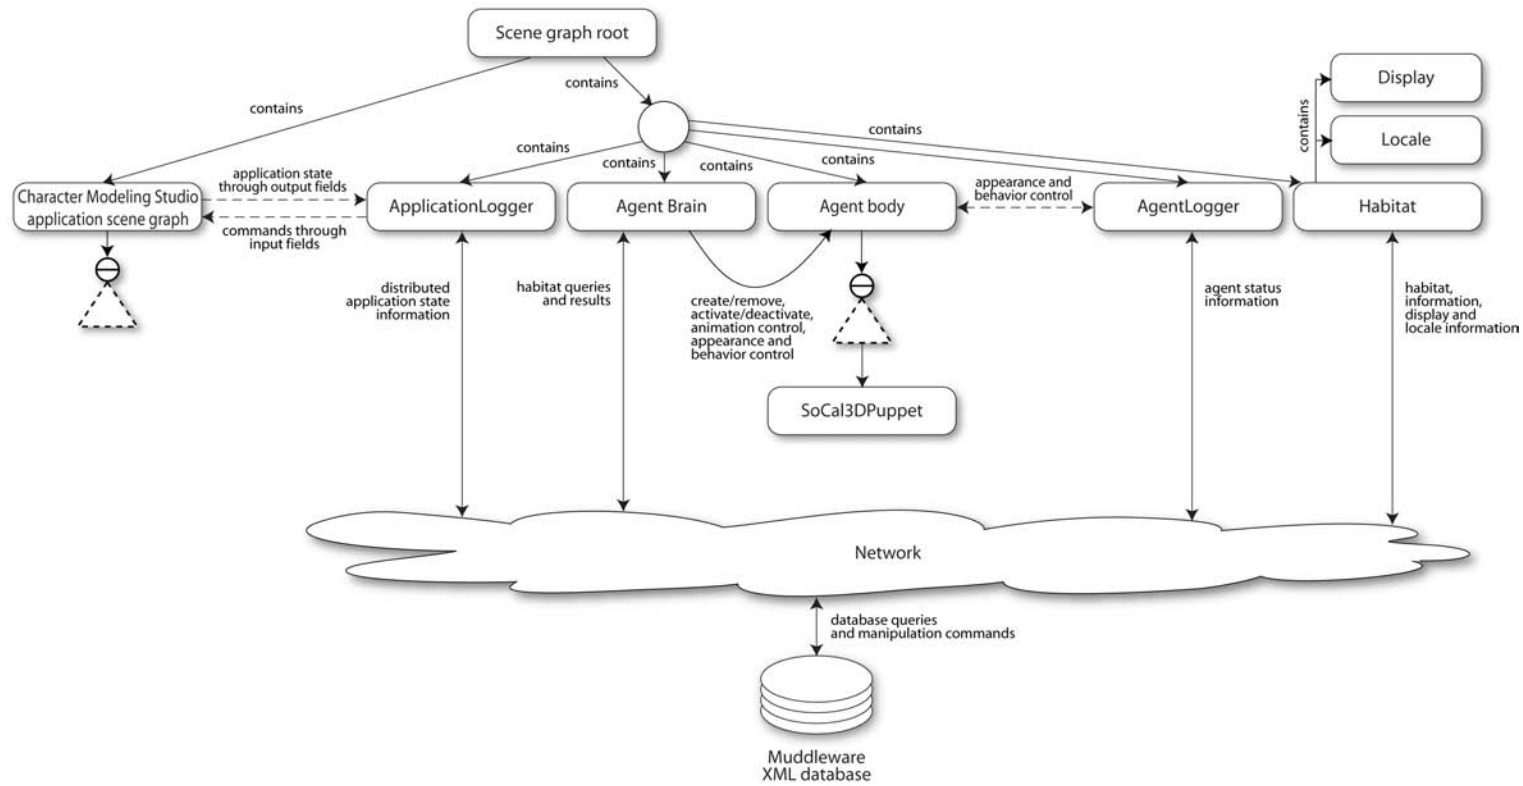 Scene graph root
contains
contains
Display
Locale
contains
contains
contains
contains
contains
contains
Character Modeling Studio
application scene graph
application state
through output fields
commands through
input fields
ApplicationLogger
Agent Brain
Agent body
appearance and
behavior control
AgentLogger
Habitat
distributed
application state
information
habitat queries
and results
create/remove,
activate/deactivate,
animation control,
appearance and
behavior control
agent status
information
habitat,
information,
display and
locale information
SoCal3DPuppet
Network
database queries
and manipulation commands
Muddleware
XML database